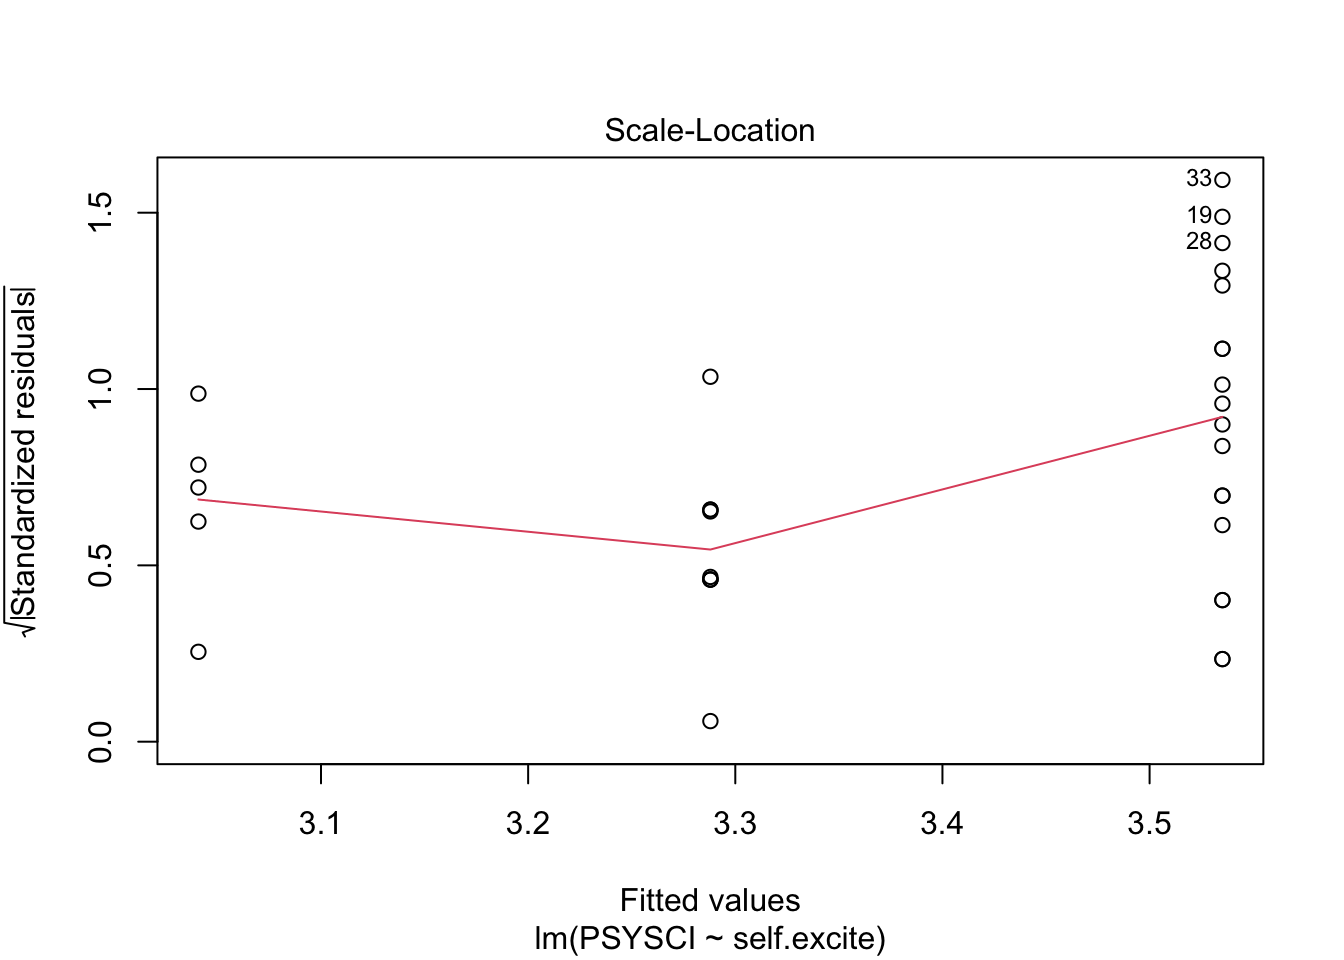 Scale-Location
√|Standardized residuals|
1.5
1.0
0.5
0.0
33
19
28
3.1 3.2 3.3 3.4 3.5
Fitted values
lm(PSYSCI ~ self.excite)